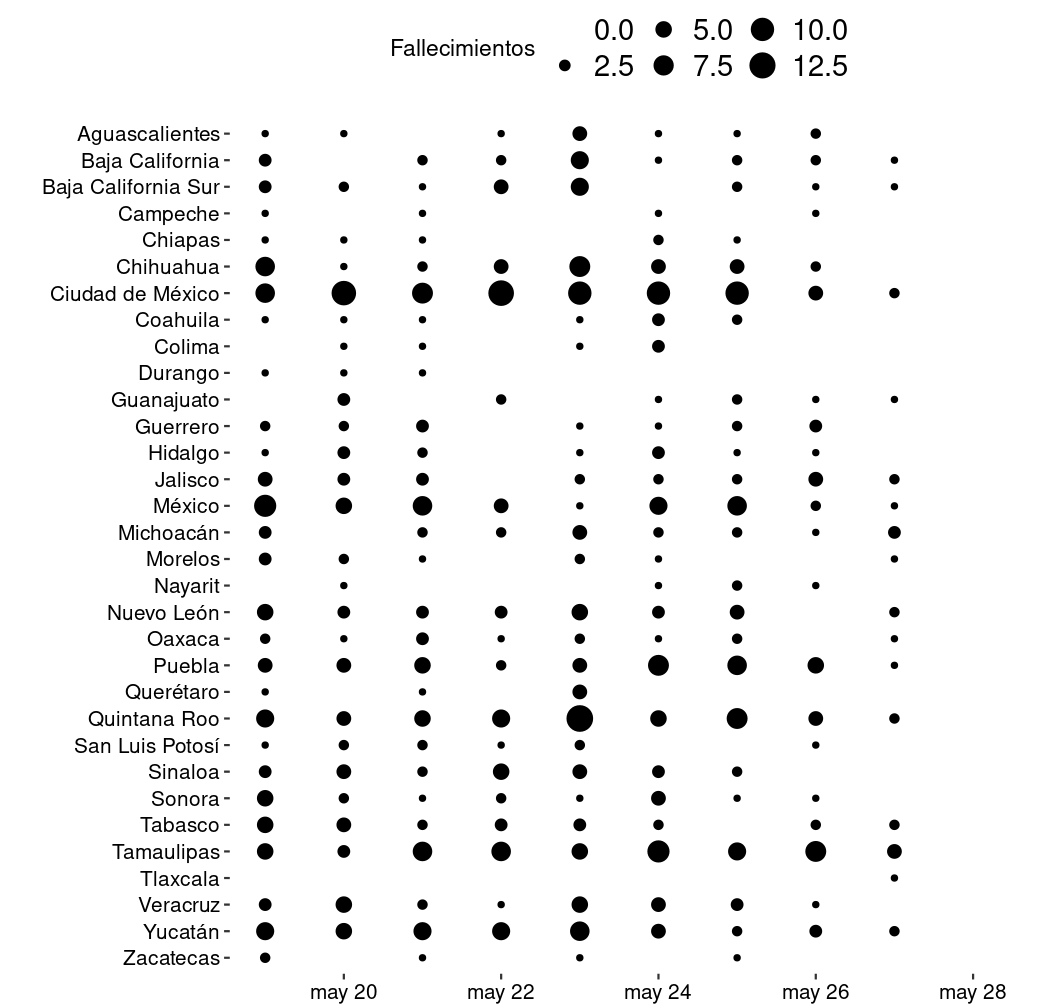 Fallecimientos 0.0 5.0 10.0
2.5 7.5 12.5
Aguascalientes
Baja California
Baja California Sur
Campeche
Chiapas
Chihuahua
Ciudad de México
Coahuila
Colima
Durango
Guanajuato
Guerrero
Hidalgo
Jalisco
México
Michoacán
Morelos
Nayarit
Nuevo León
Oaxaca
Puebla
Querétaro
Quintana Roo
San Luis Potosí
Sinaloa
Sonora
Tabasco
Tamaulipas
Tlaxcala
Veracruz
Yucatán
Zacatecas
may 20 may 22 may 24 may 26 may 28